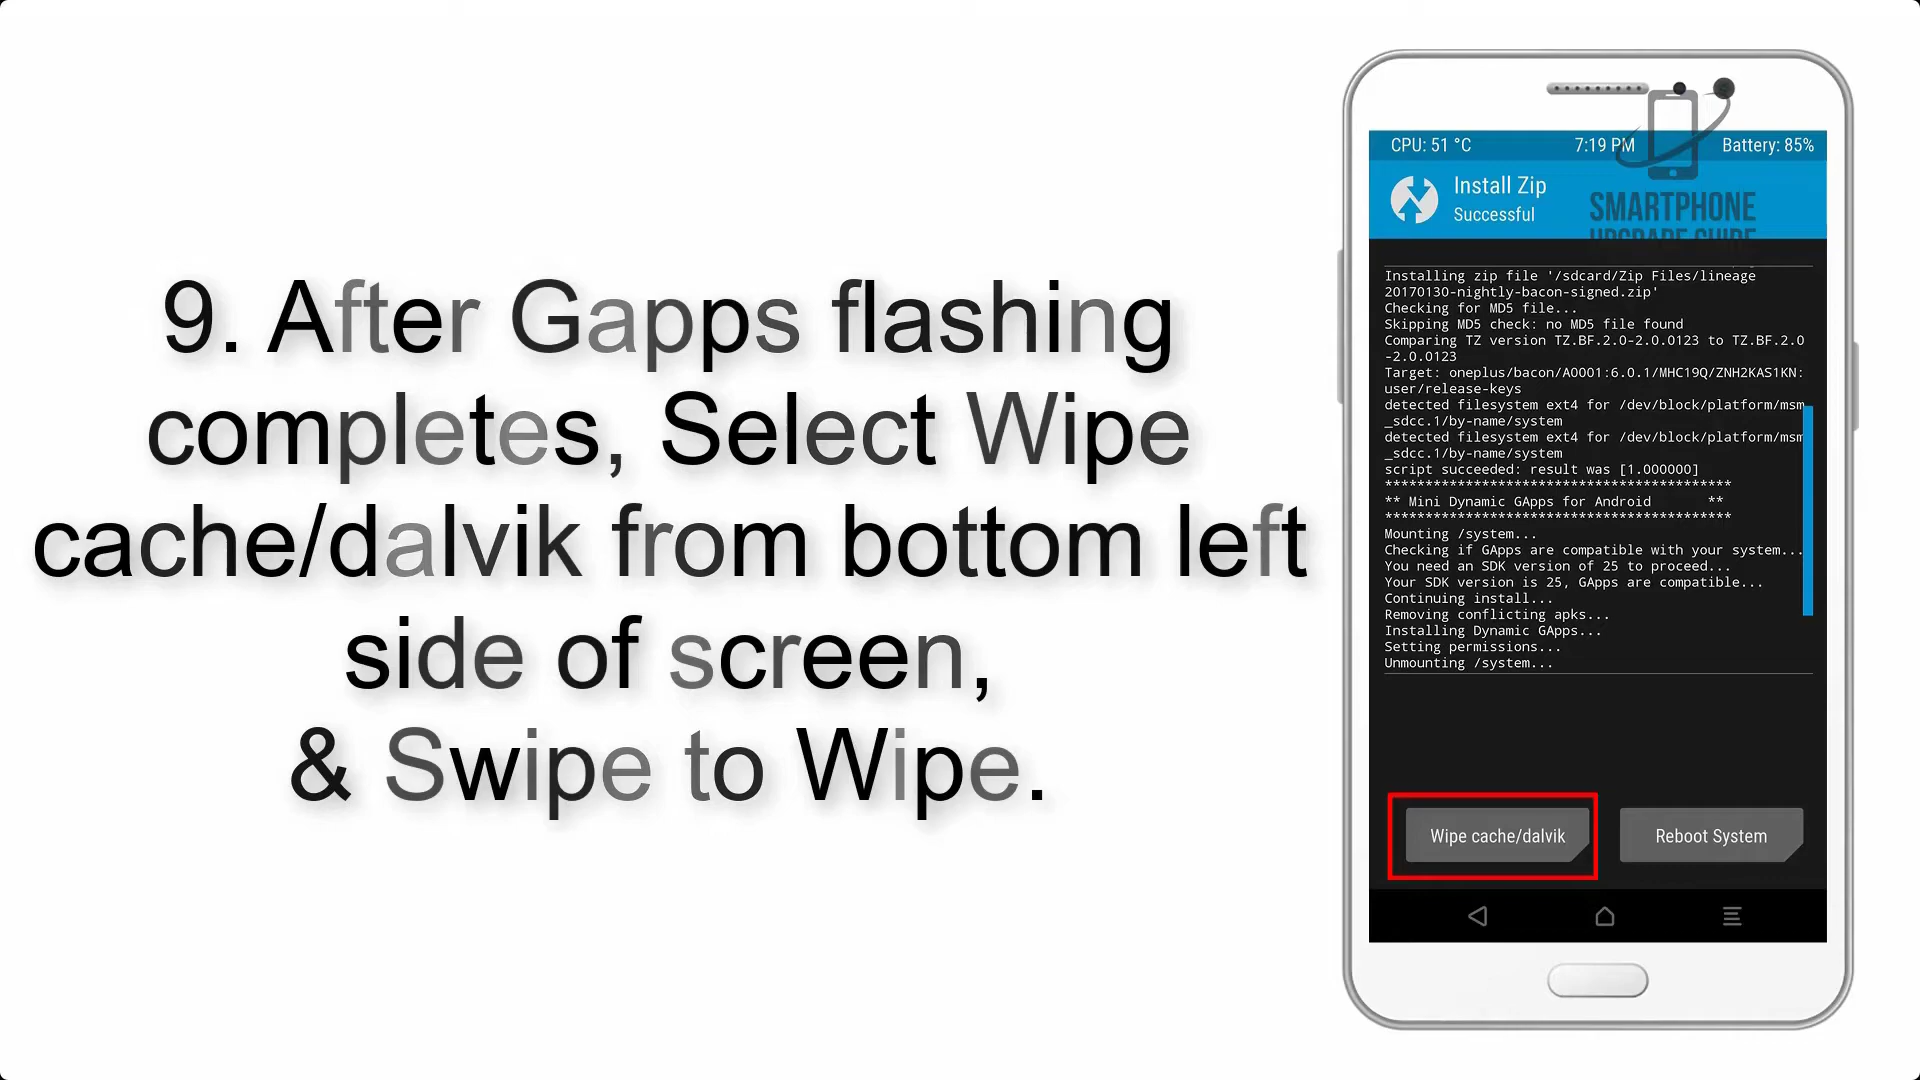 9. After Gapps flashing
completes, Select Wipe
cache/dalvik from bottom left
side of screen,
& Swipe to Wipe.
CPU: 51 °C 7:19 PM Battery: 85%
Install Zip
Successful
SMARTPHONE
UPGRADE GUIDE
Installing zip file '/sdcard/Zip Files/lineage
20170130-nightly-bacon-signed.zip'
Checking for MD5 file...
Skipping MD5 check: no MD5 file found
Comparing TZ version TZ.BF.2.0-2.0.0123 to TZ.BF.2.0
-2.0.0123
Target: oneplus/bacon/A0001:6.0.1/MHC19Q/ZNH2KAS1KN:
user/release-keys
detected filesystem ext4 for /dev/block/platform/msm
_sdcc.1/by-name/system
detected filesystem ext4 for /dev/block/platform/msm
_sdcc.1/by-name/system
script succeeded: result was [1.000000]
*******************************************
** Mini Dynamic GApps for Android **
*******************************************
Mounting /system...
Checking if GApps are compatible with your system...
You need an SDK version of 25 to proceed...
Your SDK version is 25, GApps are compatible...
Continuing install...
Removing conflicting apks...
Installing Dynamic GApps...
Setting permissions...
Unmounting /system...
Wipe cache/dalvik Reboot System